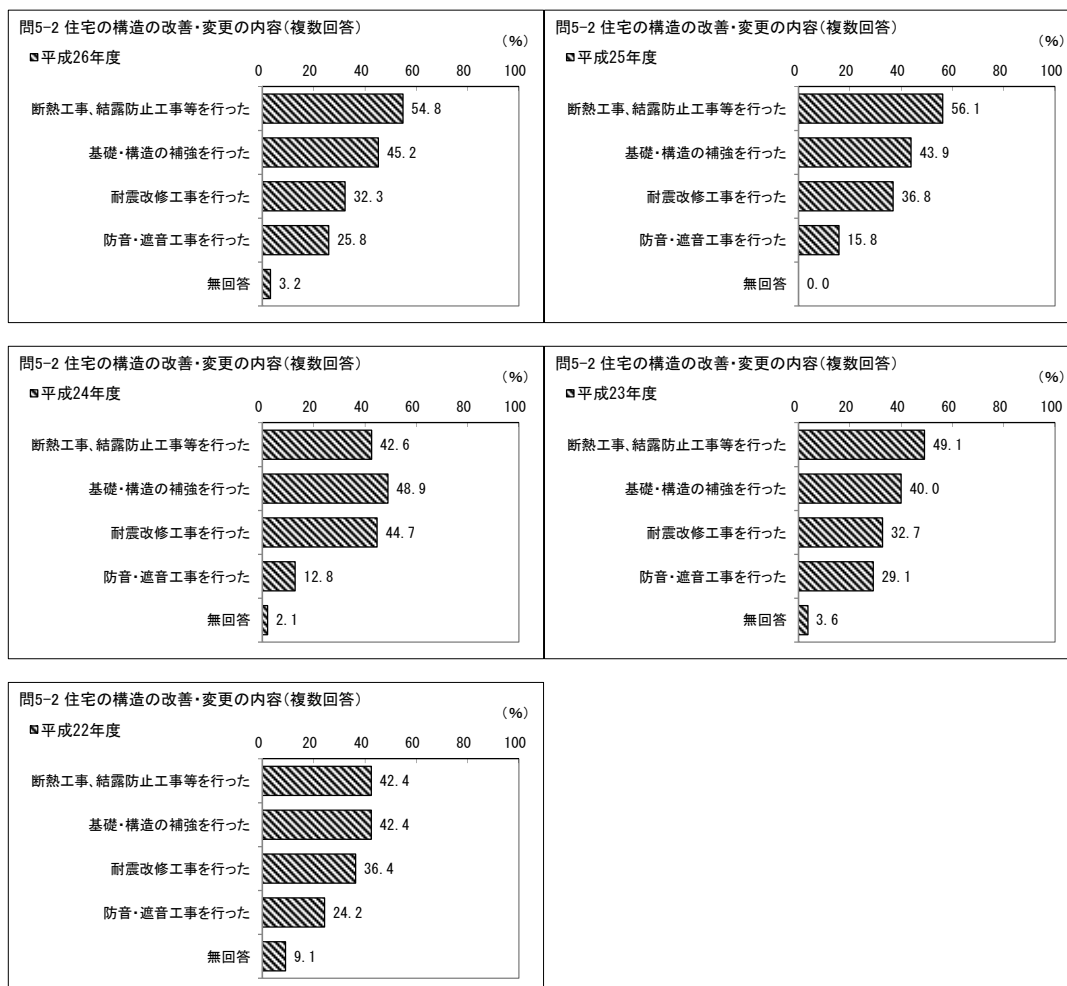 問5-2 住宅の構造の改善・変更の内容(複数回答)
(%)
平成26年度
0 20 40 60 80 100
断熱工事、結露防止工事等を行った 54.8
基礎・構造の補強を行った 45.2
耐震改修工事を行った 32.3
防音・遮音工事を行った 25.8
無回答 3.2
問5-2 住宅の構造の改善・変更の内容(複数回答)
(%)
平成25年度
0 20 40 60 80 100
断熱工事、結露防止工事等を行った 56.1
基礎・構造の補強を行った 43.9
耐震改修工事を行った 36.8
防音・遮音工事を行った 15.8
無回答 0.0
問5-2 住宅の構造の改善・変更の内容(複数回答)
(%)
平成24年度
0 20 40 60 80 100
断熱工事、結露防止工事等を行った 42.6
基礎・構造の補強を行った 48.9
耐震改修工事を行った 44.7
防音・遮音工事を行った 12.8
無回答 2.1
問5-2 住宅の構造の改善・変更の内容(複数回答)
(%)
平成23年度
0 20 40 60 80 100
断熱工事、結露防止工事等を行った 49.1
基礎・構造の補強を行った 40.0
耐震改修工事を行った 32.7
防音・遮音工事を行った 29.1
無回答 3.6
問5-2 住宅の構造の改善・変更の内容(複数回答)
(%)
平成22年度
0 20 40 60 80 100
断熱工事、結露防止工事等を行った 42.4
基礎・構造の補強を行った 42.4
耐震改修工事を行った 36.4
防音・遮音工事を行った 24.2
無回答 9.1